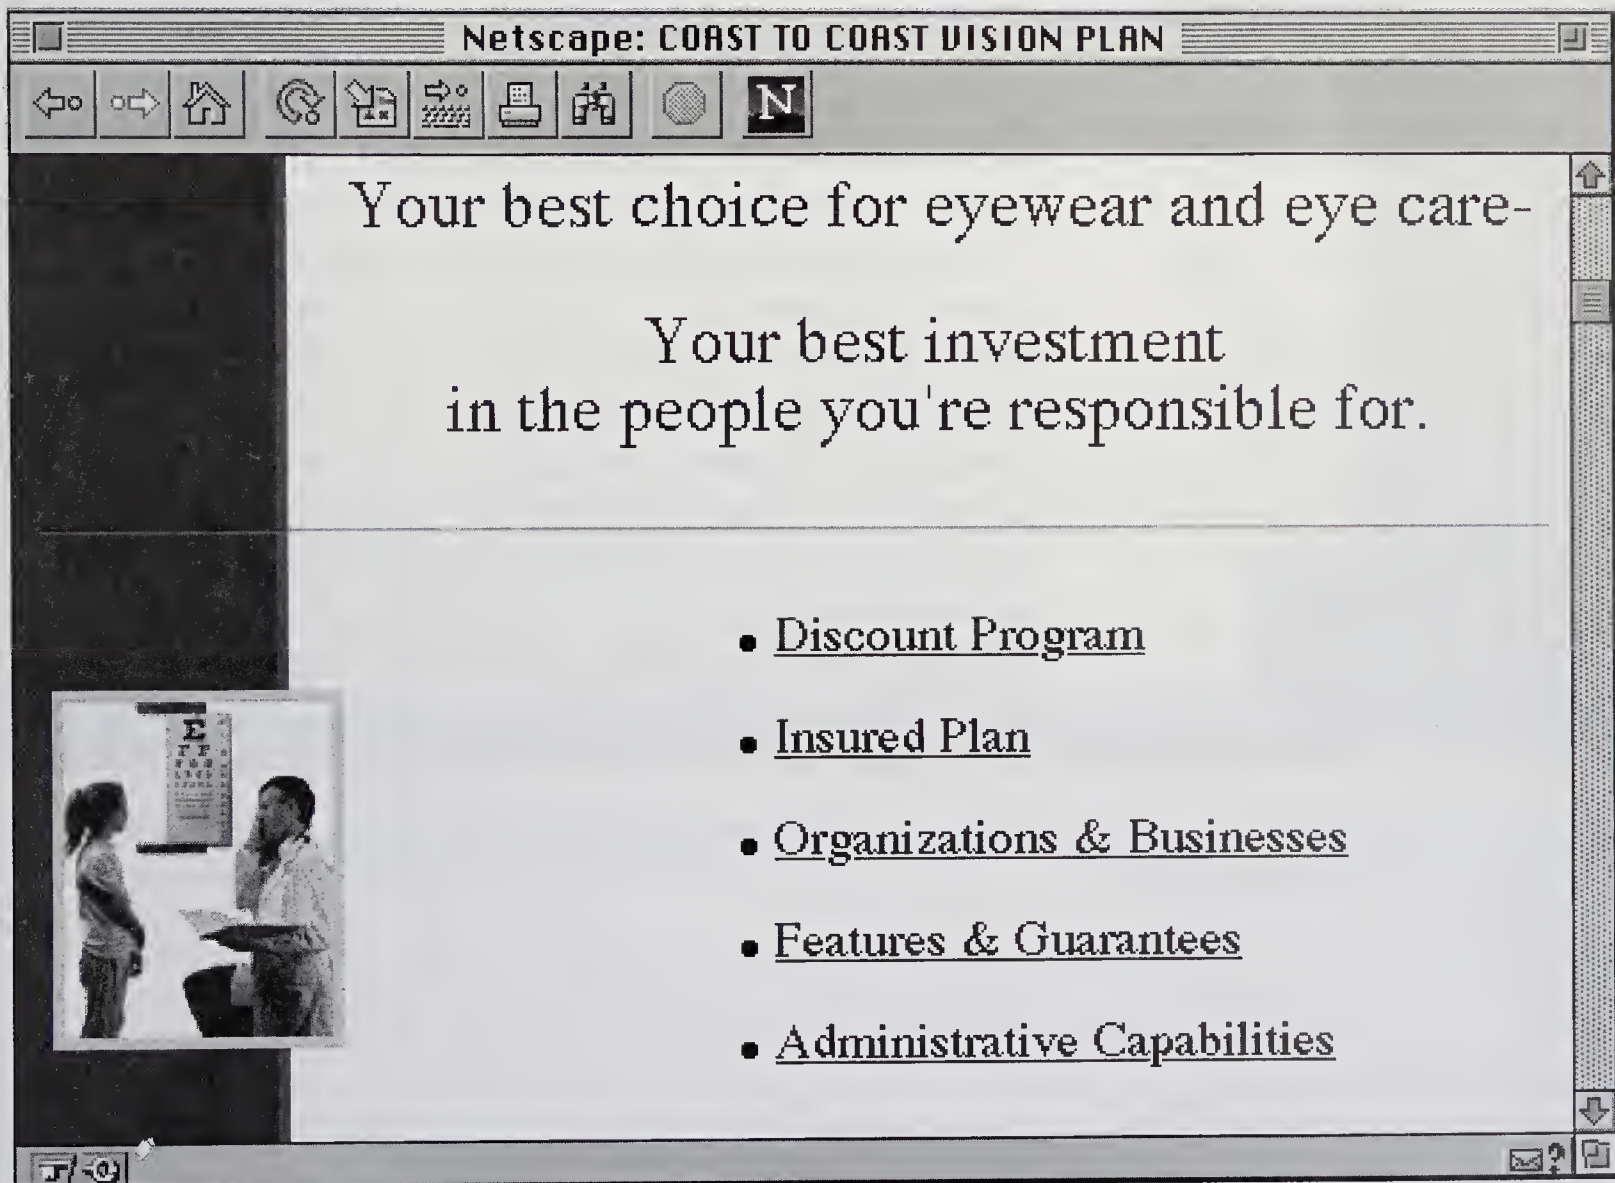 Netscape: COAST TO COAST VISION PLAN
N
Your best choice for eyewear and eye care-
Your best investment
in the people you're responsible for.
• Discount Program
• Insured Plan
• Organizations & Businesses
• Features & Guarantees
• Administrative Capabilities
E